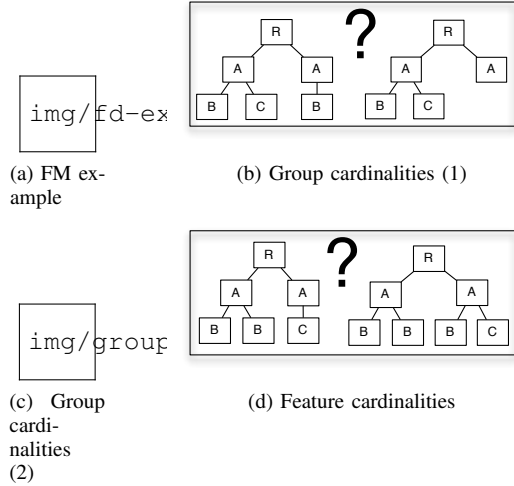 R
?
R
A
A
A
A
B
C
B
B
C
img/fd-ex
(a) FM ex-
ample
(b) Group cardinalities (1)
R
?
R
A
A
A
A
B
B
C
B
B
B
C
img/group
(c) Group
cardi-
nalities
(2)
(d) Feature cardinalities